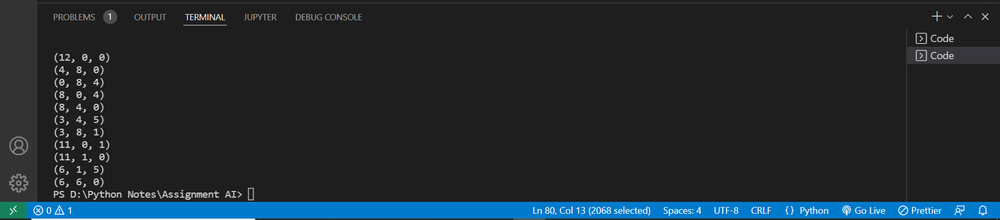 PROBLEMS 1 OUTPUT TERMINAL JUPYTER DEBUG CONSOLE
Code
Code
(12, 0, 0)
(4, 8, 0)
(0, 8, 4)
(8, 0, 4)
(8, 4, 0)
(3, 4, 5)
(3, 8, 1)
(11, 0, 1)
(11, 1, 0)
(6, 1, 5)
(6, 6, 0)
PS D:\Python Notes\Assignment AI>
0 1 Ln 80, Col 13 (2068 selected) Spaces: 4 UTF-8 CRLF {} Python Go Live Prettier